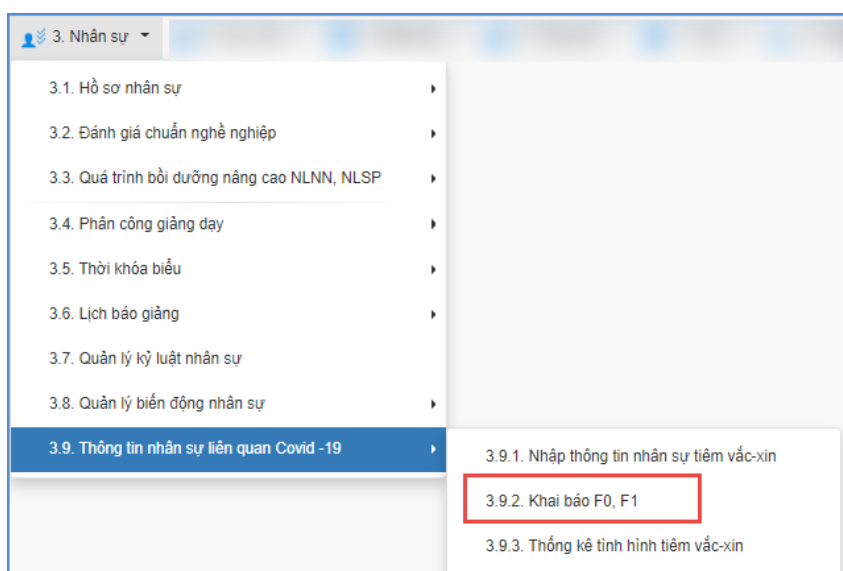 3. Nhân sự
3.1. Hồ sơ nhân sự
3.2. Đánh giá chuẩn nghề nghiệp
3.3. Quá trình bồi dưỡng nâng cao NLNN, NLSP
3.4. Phân công giảng dạy
3.5. Thời khóa biểu
3.6. Lịch báo giảng
3.7. Quản lý kỷ luật nhân sự
3.8. Quản lý biến động nhân sự
3.9. Thông tin nhân sự liên quan Covid -19
3.9.1. Nhập thông tin nhân sự tiêm vắc-xin
3.9.2. Khai báo F0, F1
3.9.3. Thống kê tình hình tiêm vắc-xin